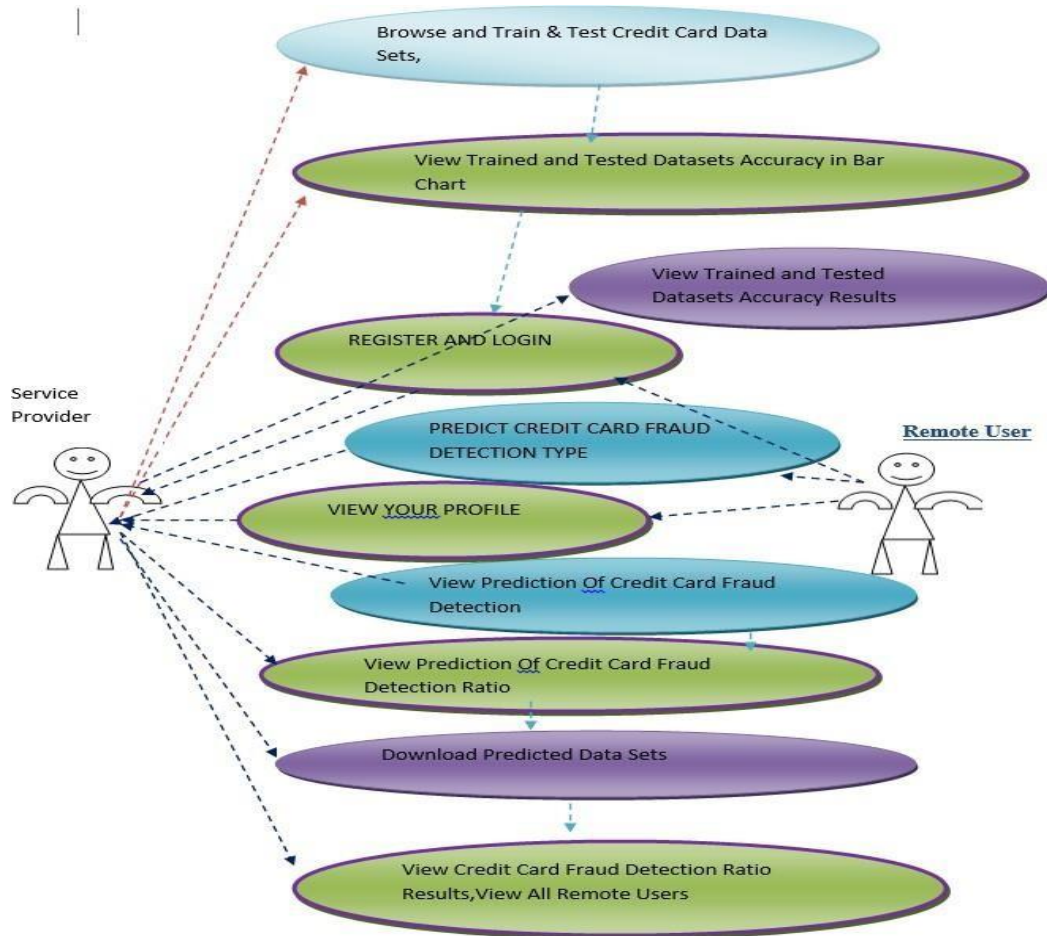 Browse and Train & Test Credit Card Data
Sets,
View Trained and Tested Datasets Accuracy in Bar
Chart
View Trained and Tested
Datasets Accuracy Results
REGISTER AND LOGIN
Service
Provider
PREDICT CREDIT CARD FRAUD
DETECTION TYPE
Remote User
VIEW YOUR PROFILE
View Prediction Of Credit Card Fraud
Detection
View Prediction Of Credit Card Fraud
Detection Ratio
Download Predicted Data Sets
View Credit Card Fraud Detection Ratio
Results,View All Remote Users